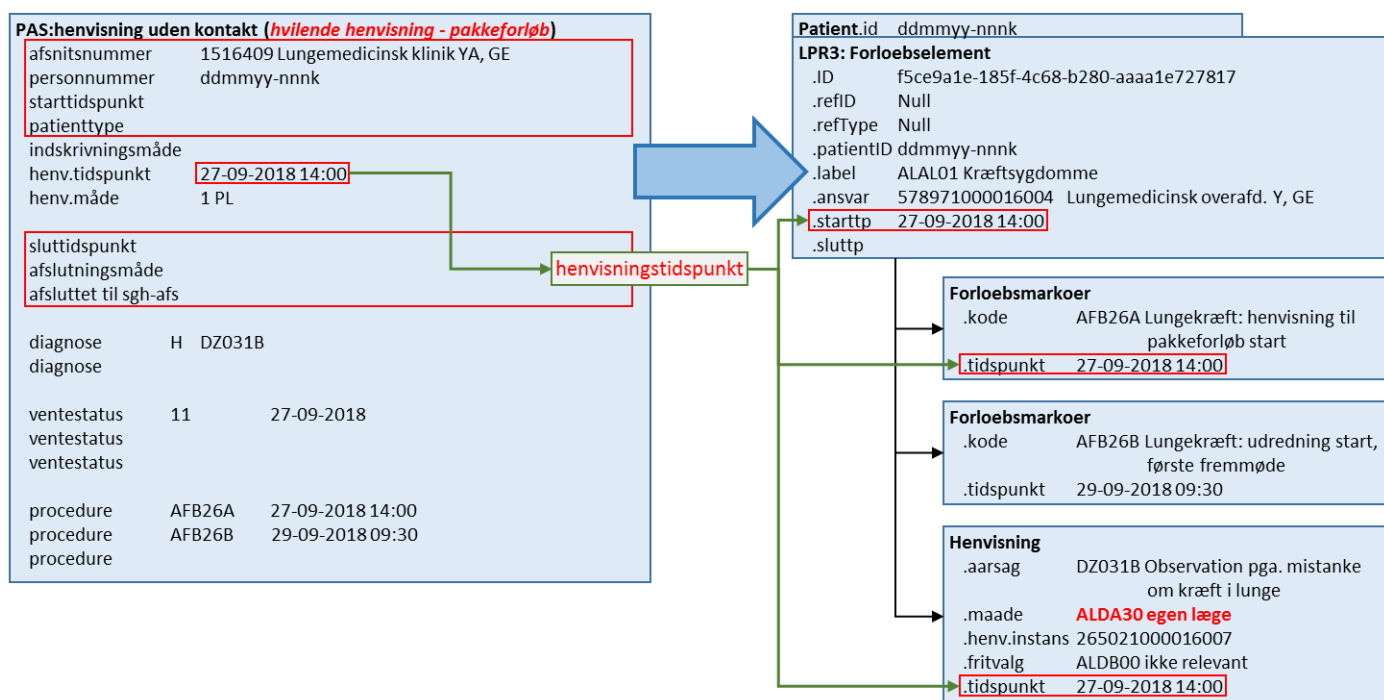 PAS:henvisning uden kontakt (hvilende henvisning - pakkeforløb)
afsnitsnummer 1516409 Lungemedicinsk klinik YA, GE
personnummer ddmmyy-nnnk
starttidspunkt
patienttype
indskrivningsmåde
henv.tidspunkt 27-09-2018 14:00
henv.måde 1 PL
sluttidspunkt
afslutningsmåde
afsluttet til sgh-afs
diagnose H DZ031B
diagnose
ventestatus 11 27-09-2018
ventestatus
ventestatus
procedure AFB26A 27-09-2018 14:00
procedure AFB26B 29-09-2018 09:30
procedure
henvisningstidspunkt
Patient.id ddmmyy-nnnk
LPR3: Forloebselement
.ID f5ce9a1e-185f-4c68-b280-aaaa1e727817
.refID Null
.refType Null
.patientID ddmmyy-nnnk
.label ALAL01 Kræftsygdomme
.ansvar 578971000016004 Lungemedicinsk overafd. Y, GE
.starttp 27-09-2018 14:00
.sluttp
Forloebsmarkoer
.kode AFB26A Lungekræft: henvisning til
pakkeforløb start
.tidspunkt 27-09-2018 14:00
Forloebsmarkoer
.kode AFB26B Lungekræft: udredning start,
første fremmøde
.tidspunkt 29-09-2018 09:30
Henvisning
.aarsag DZ031B Observation pga. mistanke
om kræft i lunge
.maade ALDA30 egen læge
.henv.instans 265021000016007
.fritvalg ALDB00 ikke relevant
.tidspunkt 27-09-2018 14:00